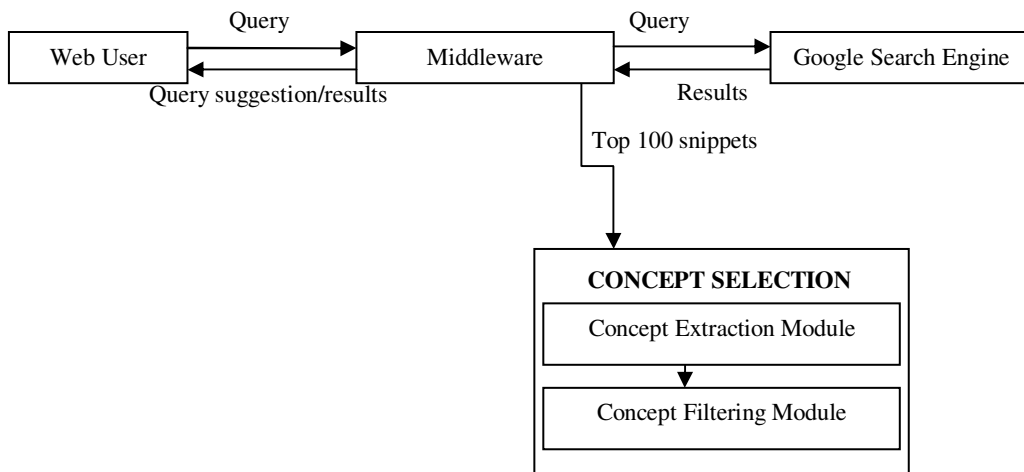 Query
Query
Web User
Middleware
Google Search Engine
Query suggestion/results
Results
Top 100 snippets
CONCEPT SELECTION
Concept Extraction Module
Concept Filtering Module